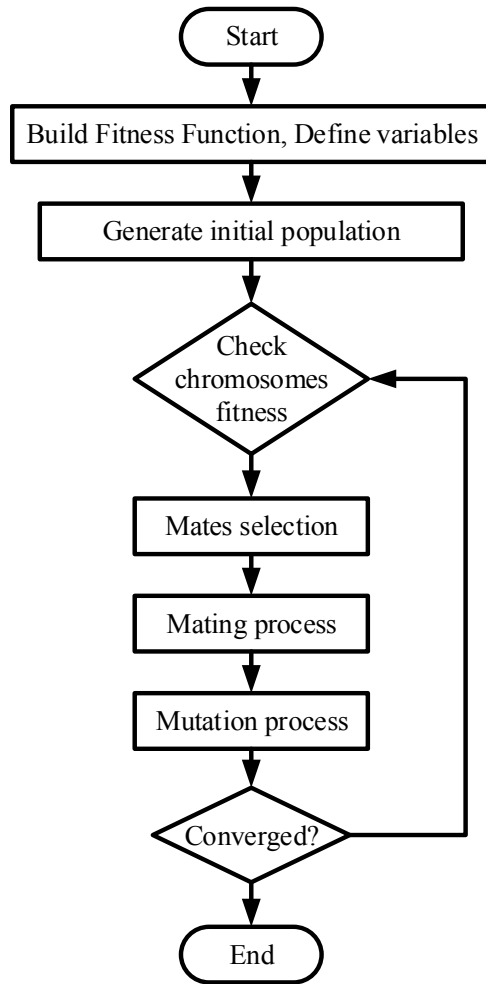 Start
Build Fitness Function, Define variables
Generate initial population
Check
chromosomes
fitness
Mates selection
Mating process
Mutation process
Converged?
End